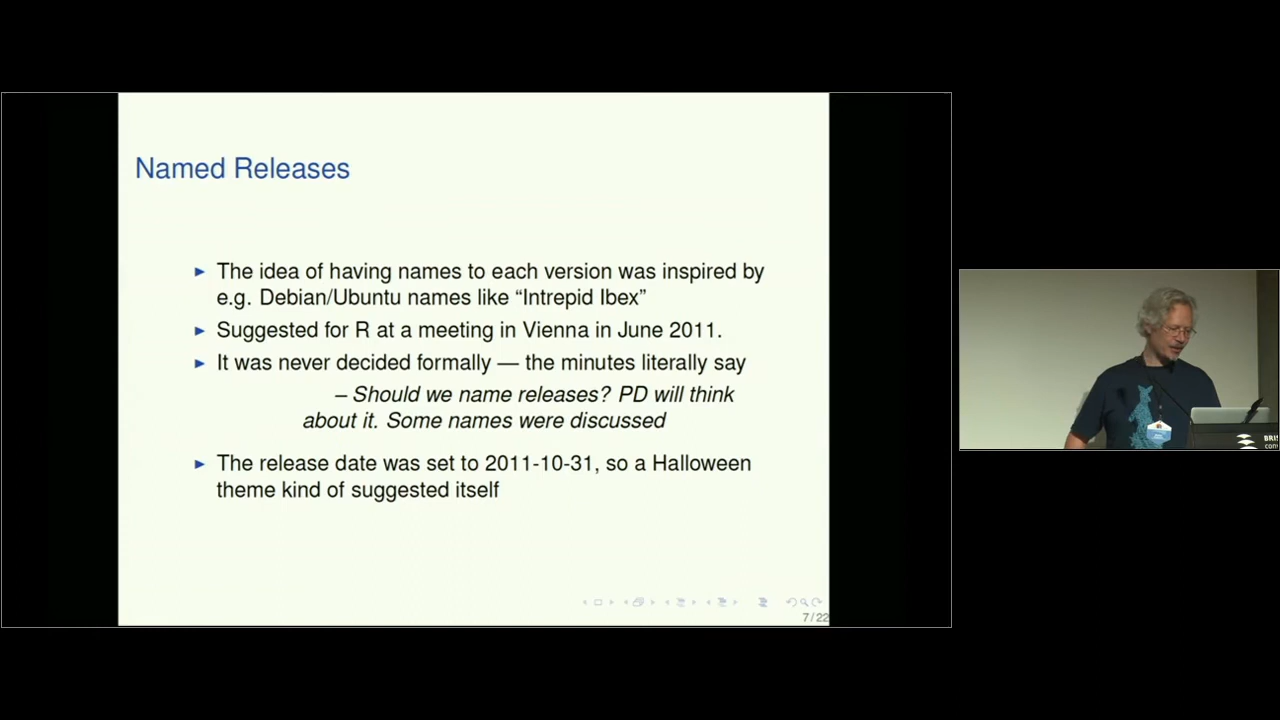 Named Releases
► The idea of having names to each version was inspired by
e.g. Debian/Ubuntu names like “Intrepid Ibex”
► Suggested for R at a meeting in Vienna in June 2011.
► It was never decided formally — the minutes literally say
– Should we name releases? PD will think
about it. Some names were discussed
► The release date was set to 2011-10-31, so a Halloween
theme kind of suggested itself
7/22
BRIS
con